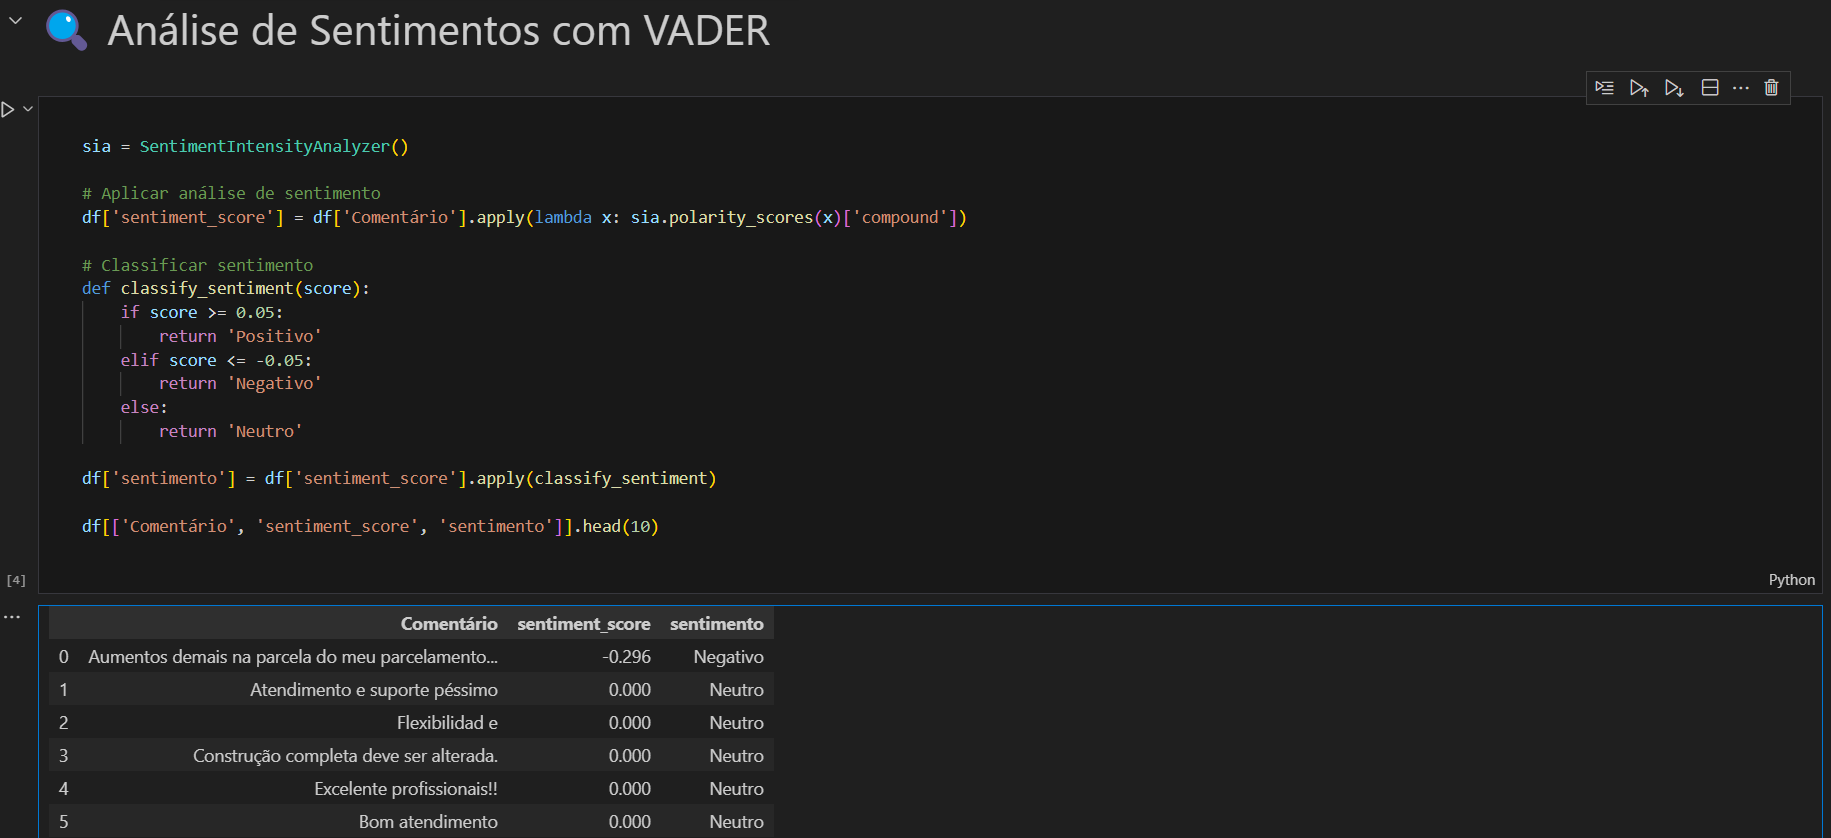 Análise de Sentimentos com VADER
sia = SentimentIntensityAnalyzer()
# Aplicar análise de sentimento
df['sentiment_score'] = df['Comentário'].apply(lambda x: sia.polarity_scores(x)['compound'])
# Classificar sentimento
def classify_sentiment(score):
    if score >= 0.05:
        return 'Positivo'
    elif score <= -0.05:
        return 'Negativo'
    else:
        return 'Neutro'
df['sentimento'] = df['sentiment_score'].apply(classify_sentiment)
df[['Comentário', 'sentiment_score', 'sentimento']].head(10)
[4]
Python
Comentário sentiment_score sentimento
0 Aumentos demais na parcela do meu parcelamento... -0.296 Negativo
1 Atendimento e suporte péssimo 0.000 Neutro
2 Flexibilidad e 0.000 Neutro
3 Construção completa deve ser alterada. 0.000 Neutro
4 Excelente profissionais!! 0.000 Neutro
5 Bom atendimento 0.000 Neutro